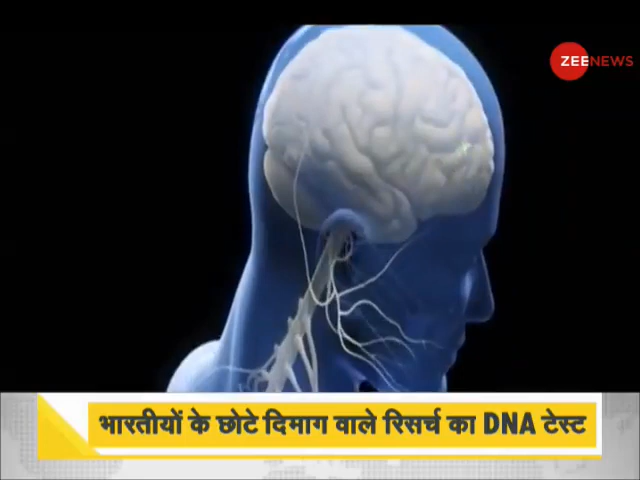 ZEENEWS
भारतीयों के छोटे दिमाग वाले रिसर्च का DNA टेस्ट